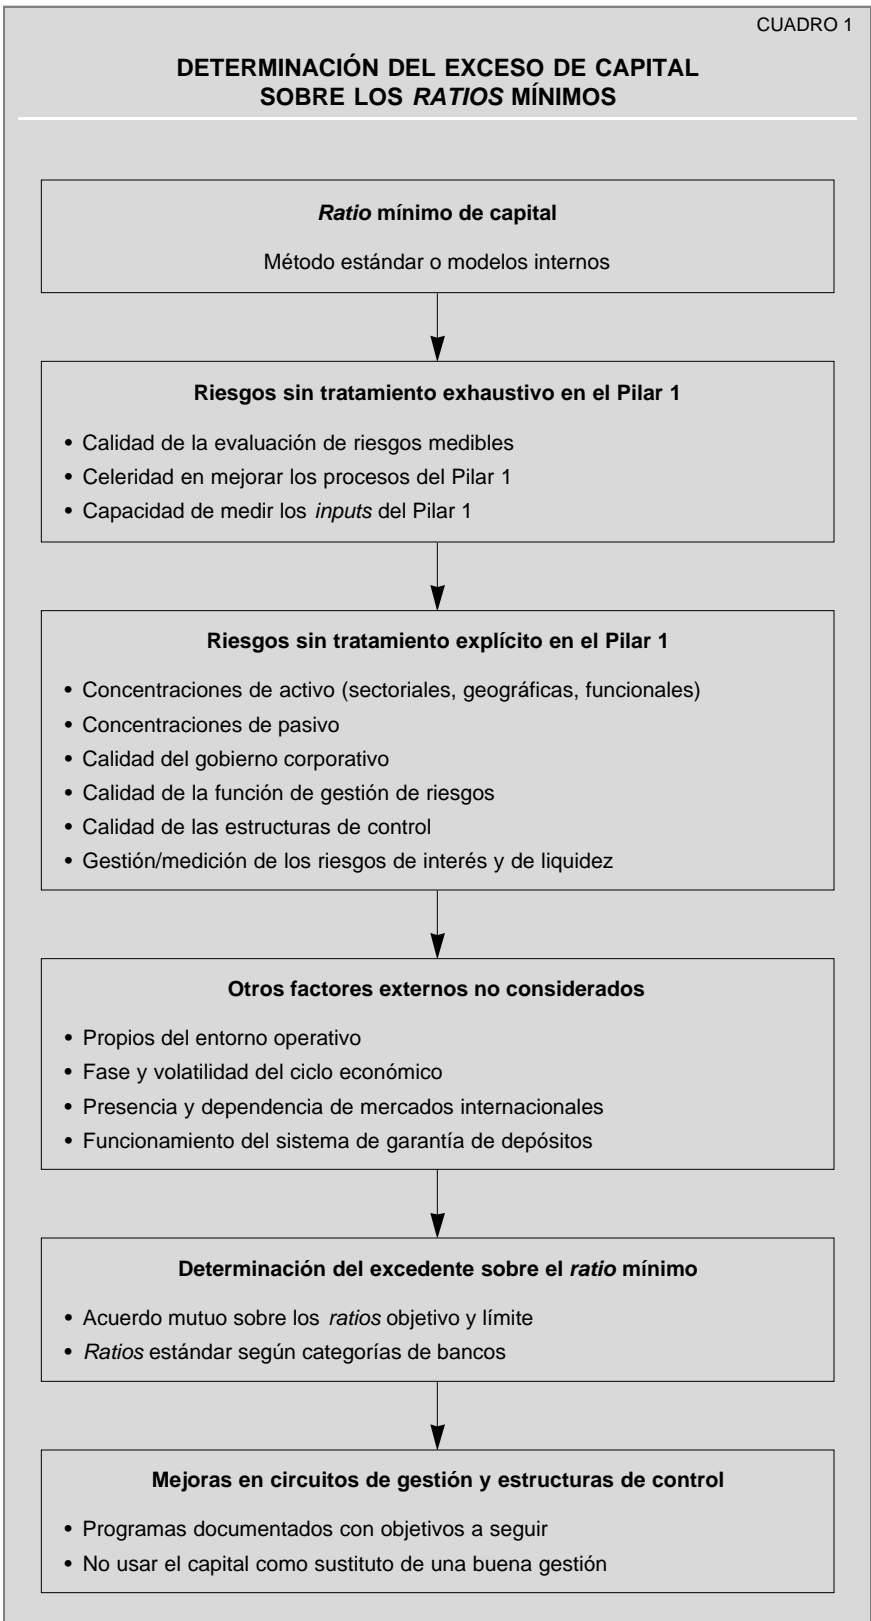 CUADRO 1
DETERMINACIÓN DEL EXCESO DE CAPITAL
SOBRE LOS RATIOS MÍNIMOS
Ratio mínimo de capital
Método estándar o modelos internos
Riesgos sin tratamiento exhaustivo en el Pilar 1
• Calidad de la evaluación de riesgos medibles
• Celeridad en mejorar los procesos del Pilar 1
• Capacidad de medir los inputs del Pilar 1
Riesgos sin tratamiento explícito en el Pilar 1
• Concentraciones de activo (sectoriales, geográficas, funcionales)
• Concentraciones de pasivo
• Calidad del gobierno corporativo
• Calidad de la función de gestión de riesgos
• Calidad de las estructuras de control
• Gestión/medición de los riesgos de interés y de liquidez
Otros factores externos no considerados
• Propios del entorno operativo
• Fase y volatilidad del ciclo económico
• Presencia y dependencia de mercados internacionales
• Funcionamiento del sistema de garantía de depósitos
Determinación del excedente sobre el ratio mínimo
• Acuerdo mutuo sobre los ratios objetivo y límite
• Ratios estándar según categorías de bancos
Mejoras en circuitos de gestión y estructuras de control
• Programas documentados con objetivos a seguir
• No usar el capital como sustituto de una buena gestión